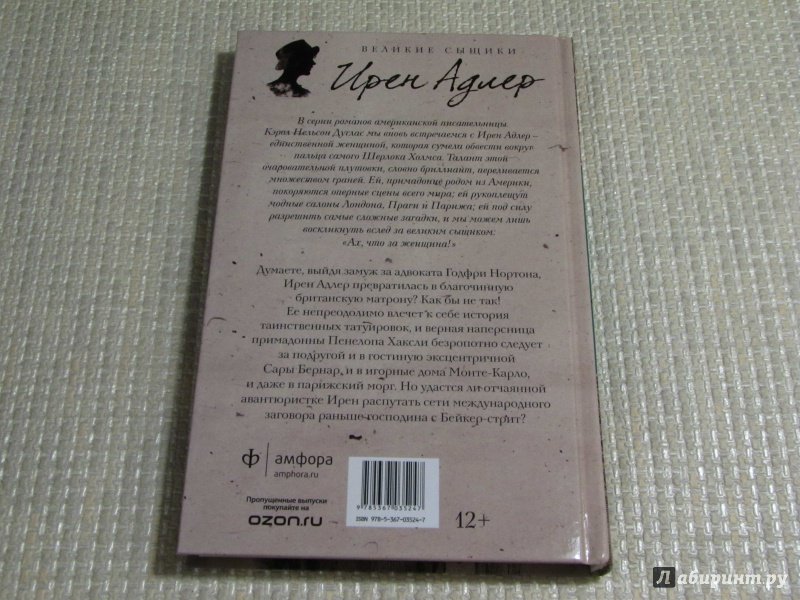 ВЕЛИКИЕ СЫЩИКИ
Ирен Адлер
В серии романов американской писательницы
Кэрол Нельсон Дуглас мы вновь встречаемся с Ирен Адлер –
единственной женщиной, которая сумела обвести вокруг
пальца самого Шерлока Холмса. Талант этой
очаровательной плутовки, словно бриллиант, переливается
множеством граней. Ей, примадонне родом из Америки,
покоряются оперные сцены всего мира; ей рукоплещут
модные салоны Лондона, Праги и Парижа; ей под силу
разрешить самые сложные загадки, и мы можем лишь
воскликнуть вслед за великим сыщиком:
«Ах, что за женщина!»
Думаете, выйдя замуж за адвоката Годфри Нортона,
Ирен Адлер превратилась в благочинную
британскую матрону? Как бы не так!
Ее непреодолимо влечет к себе история
таинственных татуировок, и верная наперсница
примадонны Пенелопа Хаксли безропотно следует
за подругой и в гостиную эксцентричной
Сары Бернар, и в игорные дома Монте-Карло,
и даже в парижский морг. Но удастся ли отчаянной
авантюристке Ирен распутать сети международного
заговора раньше господина с Бейкер-стрит?
ф амфора
amphora.ru
Пропущенные выпуски
покупайте на
OZON.ru
9 785367 035247
ISBN 978-5-367-03524-7
12+
Лабиринт.ру